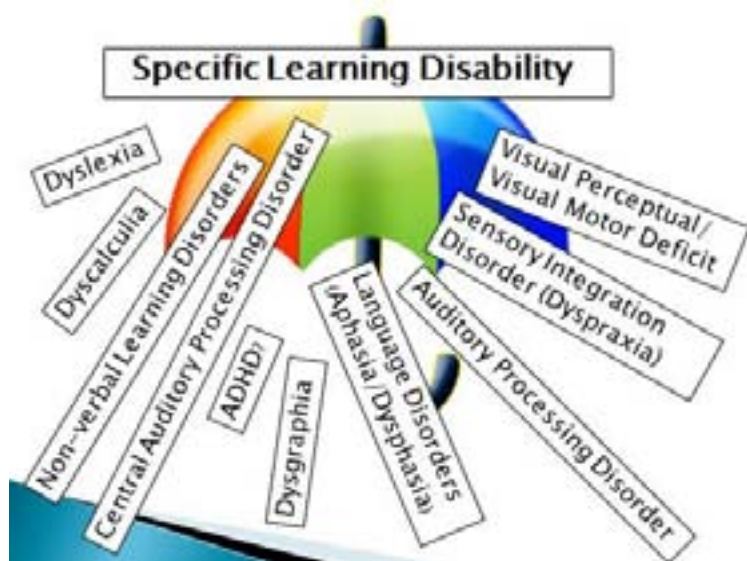 Specific Learning Disability
Dyslexia
Dyscalculia
Non-verbal Learning Disorders
Central Auditory Processing Disorder
ADHD?
Dysgraphia
Language Disorders
(Aphasia/Dysphasia)
Auditory Processing Disorder
Sensory Integration
Disorder (Dyspraxia)
Visual Perceptual/
Visual Motor Deficit